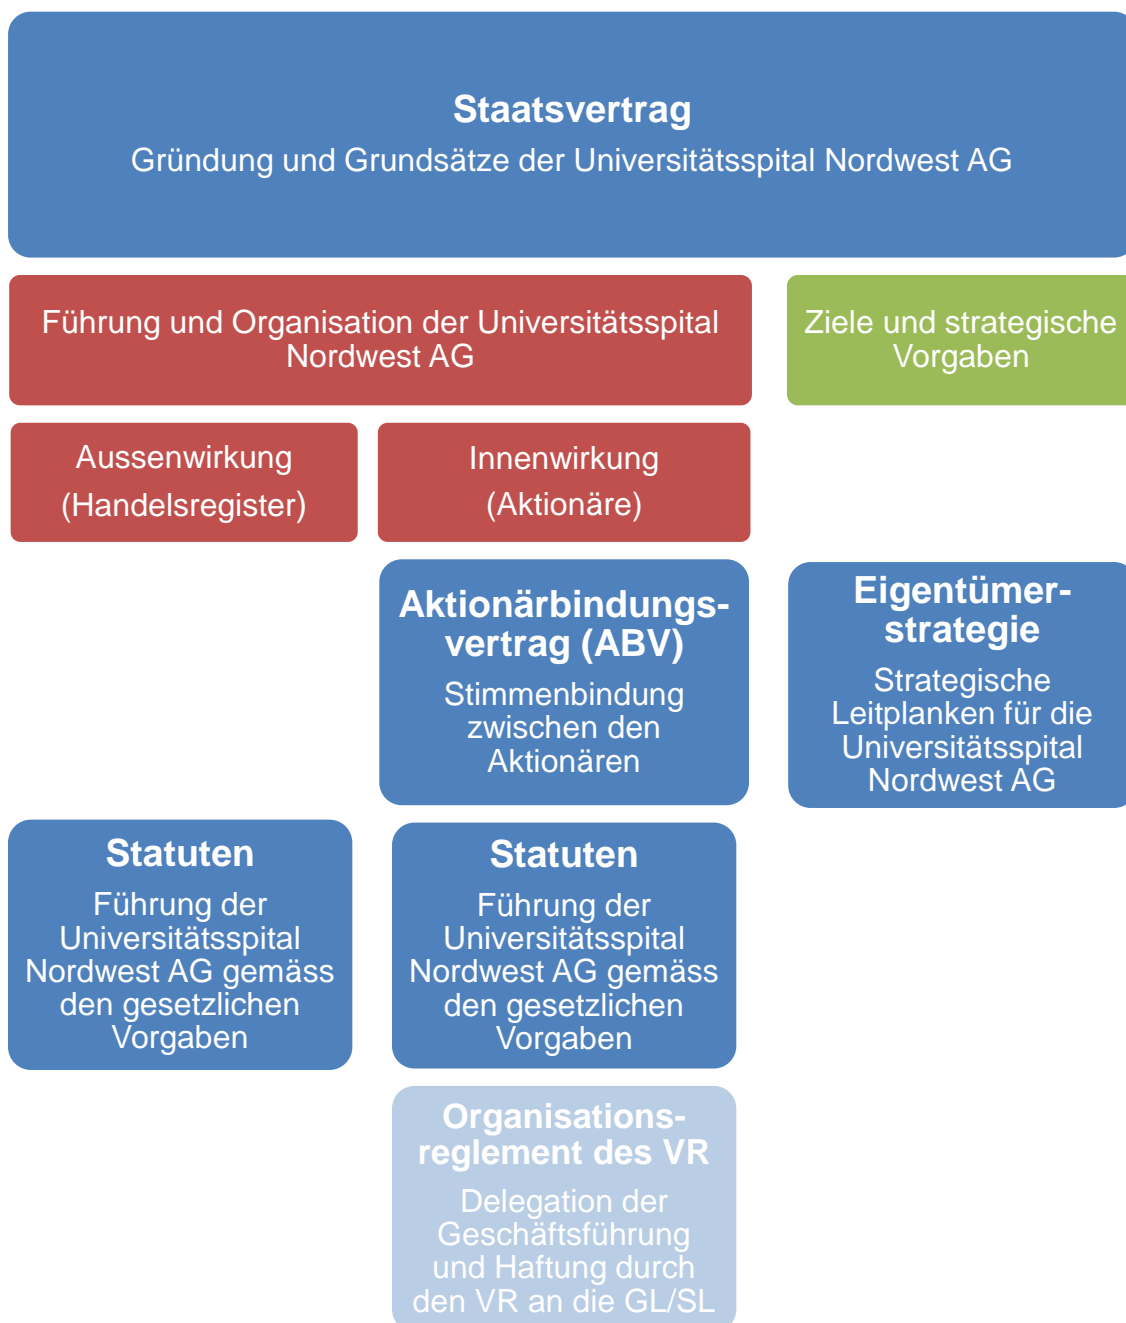 Staatsvertrag
Gründung und Grundsätze der Universitätsspital Nordwest AG
Führung und Organisation der Universitätsspital
Nordwest AG
Ziele und strategische
Vorgaben
Aussenwirkung
(Handelsregister)
Innenwirkung
(Aktionäre)
Aktionärbindungs-
vertrag (ABV)
Stimmenbindung
zwischen den
Aktionären
Eigentümer-
strategie
Strategische
Leitplanken für die
Universitätsspital
Nordwest AG
Statuten
Führung der
Universitätsspital
Nordwest AG gemäss
den gesetzlichen
Vorgaben
Statuten
Führung der
Universitätsspital
Nordwest AG gemäss
den gesetzlichen
Vorgaben
Organisations-
reglement des VR
Delegation der
Geschäftsführung
und Haftung durch
den VR an die GL/SL